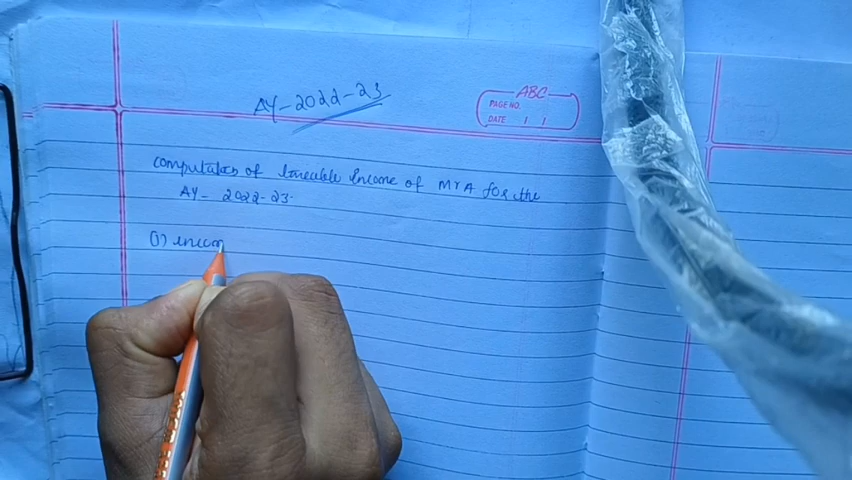 AY-2022-23
ABC
PAGE NO.
DATE / /
Computation of Taxable Income of Mr A for the
AY- 2022-23-
(1) incom